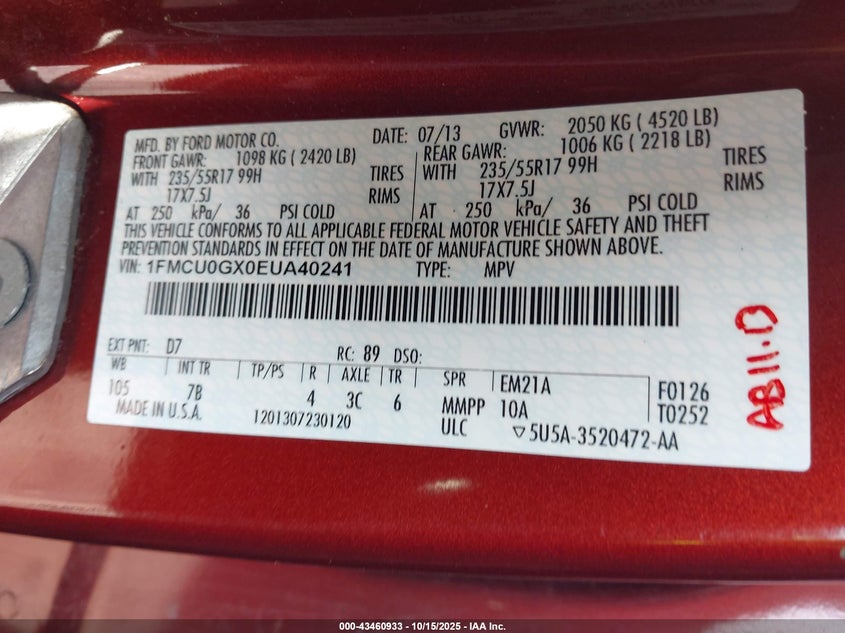 MFD. BY FORD MOTOR CO. DATE: 07/13 GVWR: 2050 KG ( 4520 LB)
FRONT GAWR: 1098 KG ( 2420 LB) REAR GAWR: 1006 KG ( 2218 LB)
WITH 235/55R17 99H TIRES WITH 235/55R17 99H TIRES
17X7.5J RIMS 17X7.5J RIMS
AT 250 kPa/ 36 PSI COLD AT 250 kPa/ 36 PSI COLD
THIS VEHICLE CONFORMS TO ALL APPLICABLE FEDERAL MOTOR VEHICLE SAFETY AND THEFT
PREVENTION STANDARDS IN EFFECT ON THE DATE OF MANUFACTURE SHOWN ABOVE.
VIN: 1FMCU0GX0EUA40241 TYPE: MPV
EXT PNT: D7 RC: 89 DSO:
WB INT TR TP/PS R AXLE TR SPR EM21A F0126
105 7B 4 3C 6 MMPP 10A T0252
MADE IN U.S.A. 1201307230120 ULC ▽5U5A-3520472-AA
AB11.D
000-43460933 - 10/15/2025 - IAA Inc.